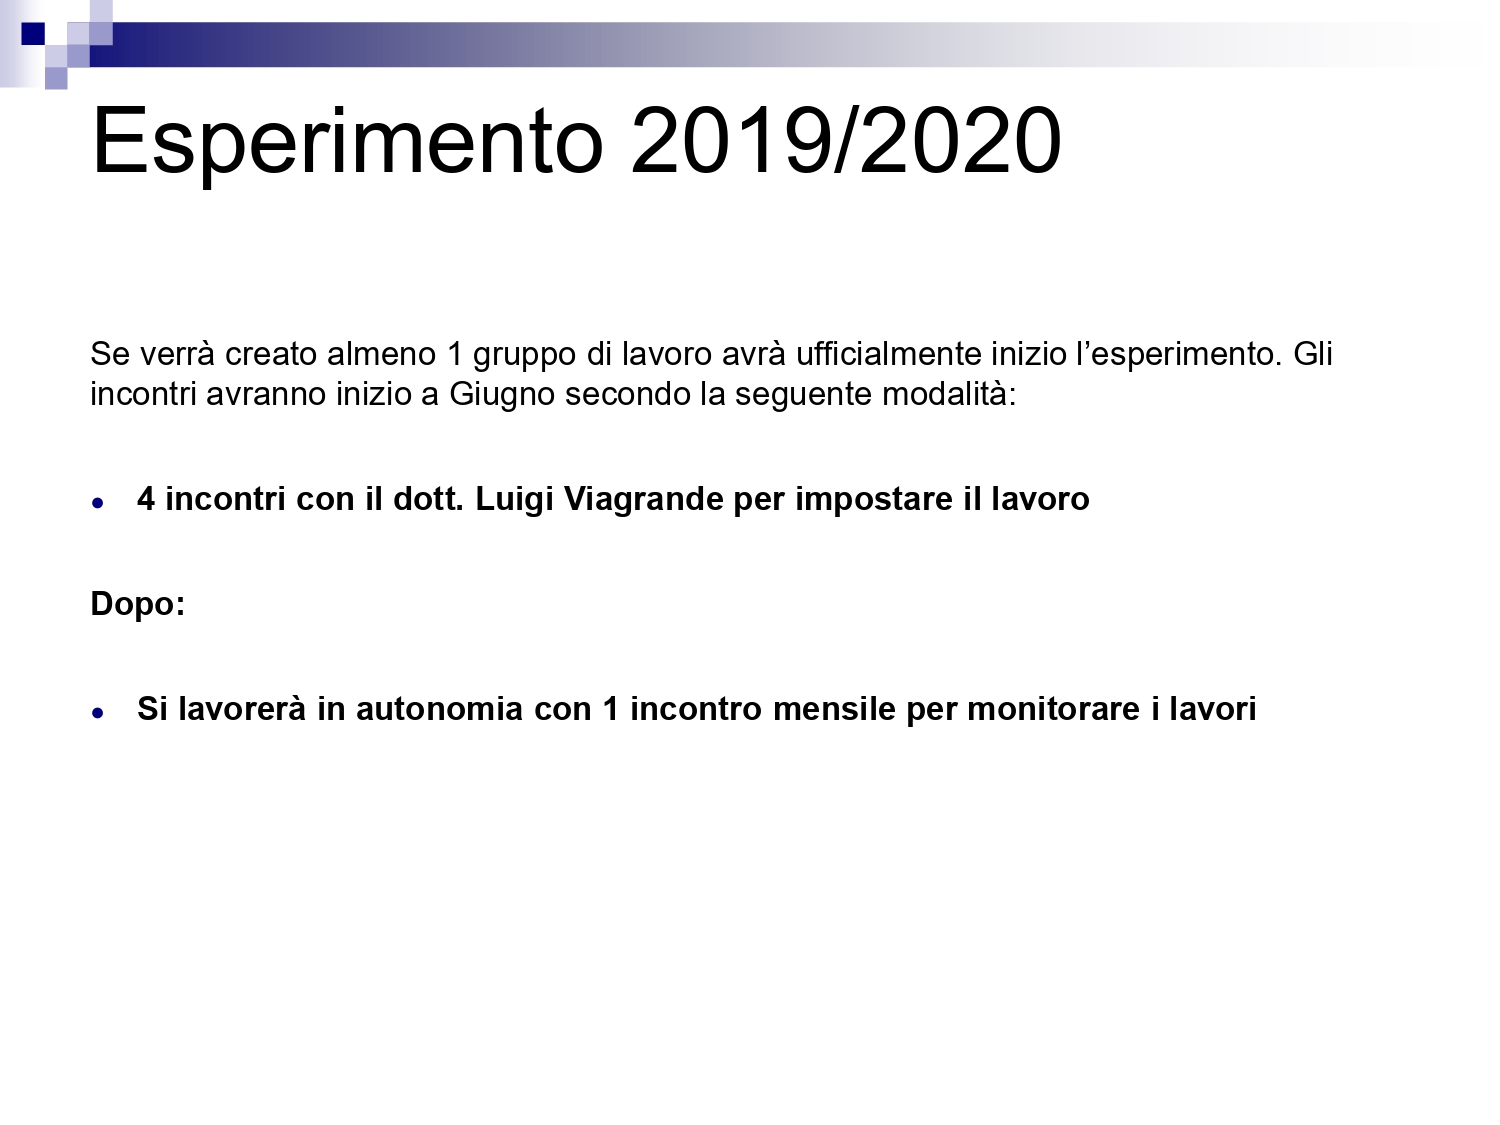 Esperimento 2019/2020
Se verrà creato almeno 1 gruppo di lavoro avrà ufficialmente inizio l’esperimento. Gli
incontri avranno inizio a Giugno secondo la seguente modalità:
● 4 incontri con il dott. Luigi Viagrande per impostare il lavoro
Dopo:
● Si lavorerà in autonomia con 1 incontro mensile per monitorare i lavori